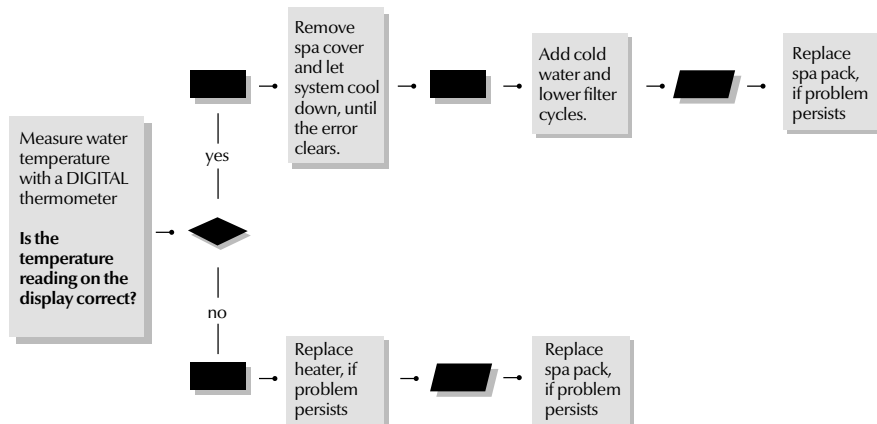 Measure water
temperature
with a DIGITAL
thermometer
Is the
temperature
reading on the
display correct?
yes
Remove
spa cover
and let
system cool
down, until
the error
clears.
Add cold
water and
lower filter
cycles.
Replace
spa pack,
if problem
persists
no
Replace
heater, if
problem
persists
Replace
spa pack,
if problem
persists